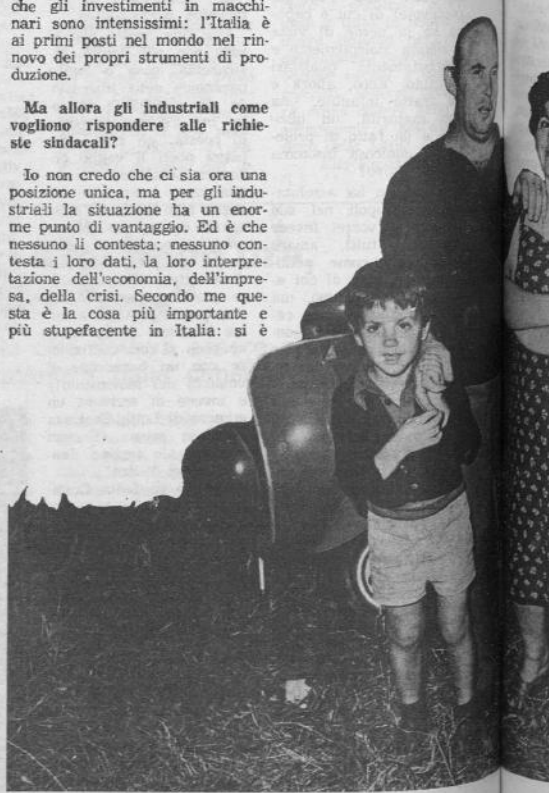 che gli investimenti in macchi-
nari sono intensissimi: l'Italia è
ai primi posti nel mondo nel rin-
novo dei propri strumenti di pro-
duzione.
Ma allora gli industriali come
vogliono rispondere alle richie-
ste sindacali?
Io non credo che ci sia ora una
posizione unica, ma per gli indu-
striali la situazione ha un enor-
me punto di vantaggio. Ed è che
nessuno li contesta; nessuno con-
testa i loro dati, la loro interpre-
tazione dell'economia, dell'impre-
sa, della crisi. Secondo me que-
sta è la cosa più importante e
più stupefacente in Italia: si è